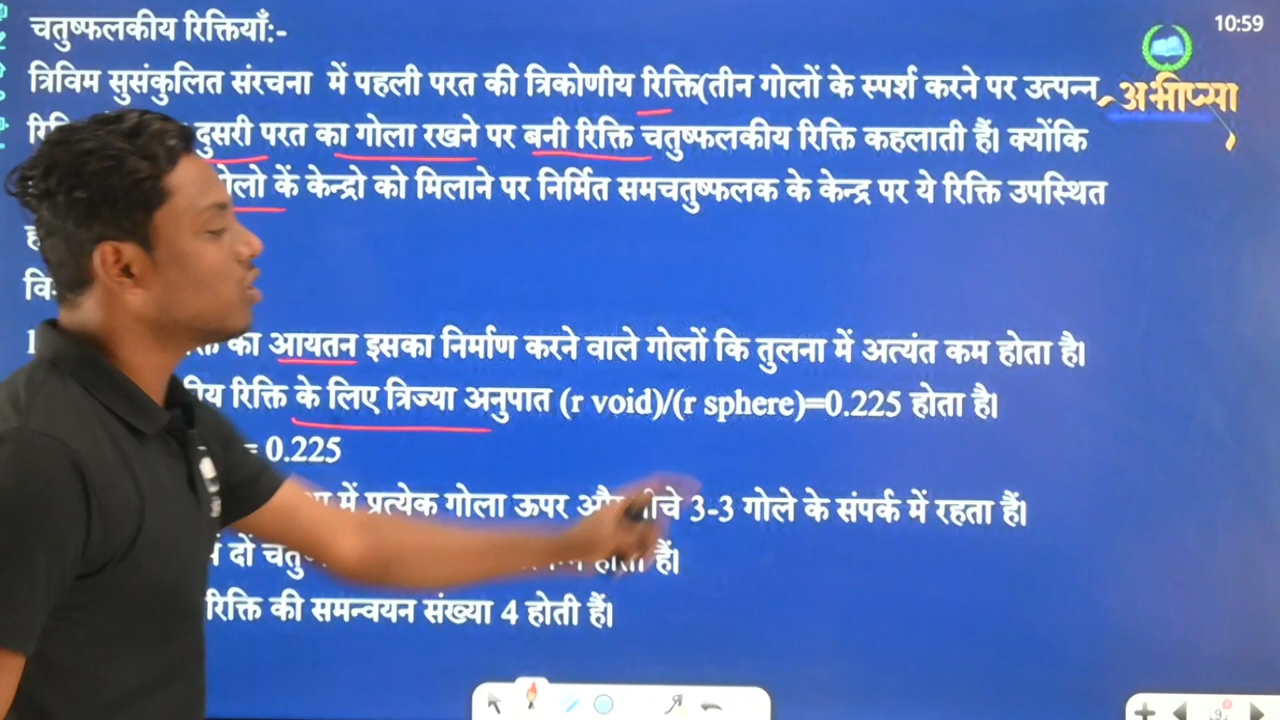 चतुष्फलकीय रिक्तियाँ:-
10:59
त्रिविम सुसंकुलित संरचना में पहली परत की त्रिकोणीय रिक्ति(तीन गोलों के स्पर्श करने पर उत्पन्न
अभीप्सा
दुसरी परत का गोला रखने पर बनी रिक्ति चतुष्फलकीय रिक्ति कहलाती हैं। क्योंकि
कें केन्द्रो को मिलाने पर निर्मित समचतुष्फलक के केन्द्र पर ये रिक्ति उपस्थित
का आयतन इसका निर्माण करने वाले गोलों कि तुलना में अत्यंत कम होता है।
रिक्ति के लिए त्रिज्या अनुपात (r void)/(r sphere)=0.225 होता है।
= 0.225
में प्रत्येक गोला ऊपर 3-3 गोले के संपर्क में रहता हैं।
दों हैं।
रिक्ति की समन्वयन संख्या 4 होती हैं।